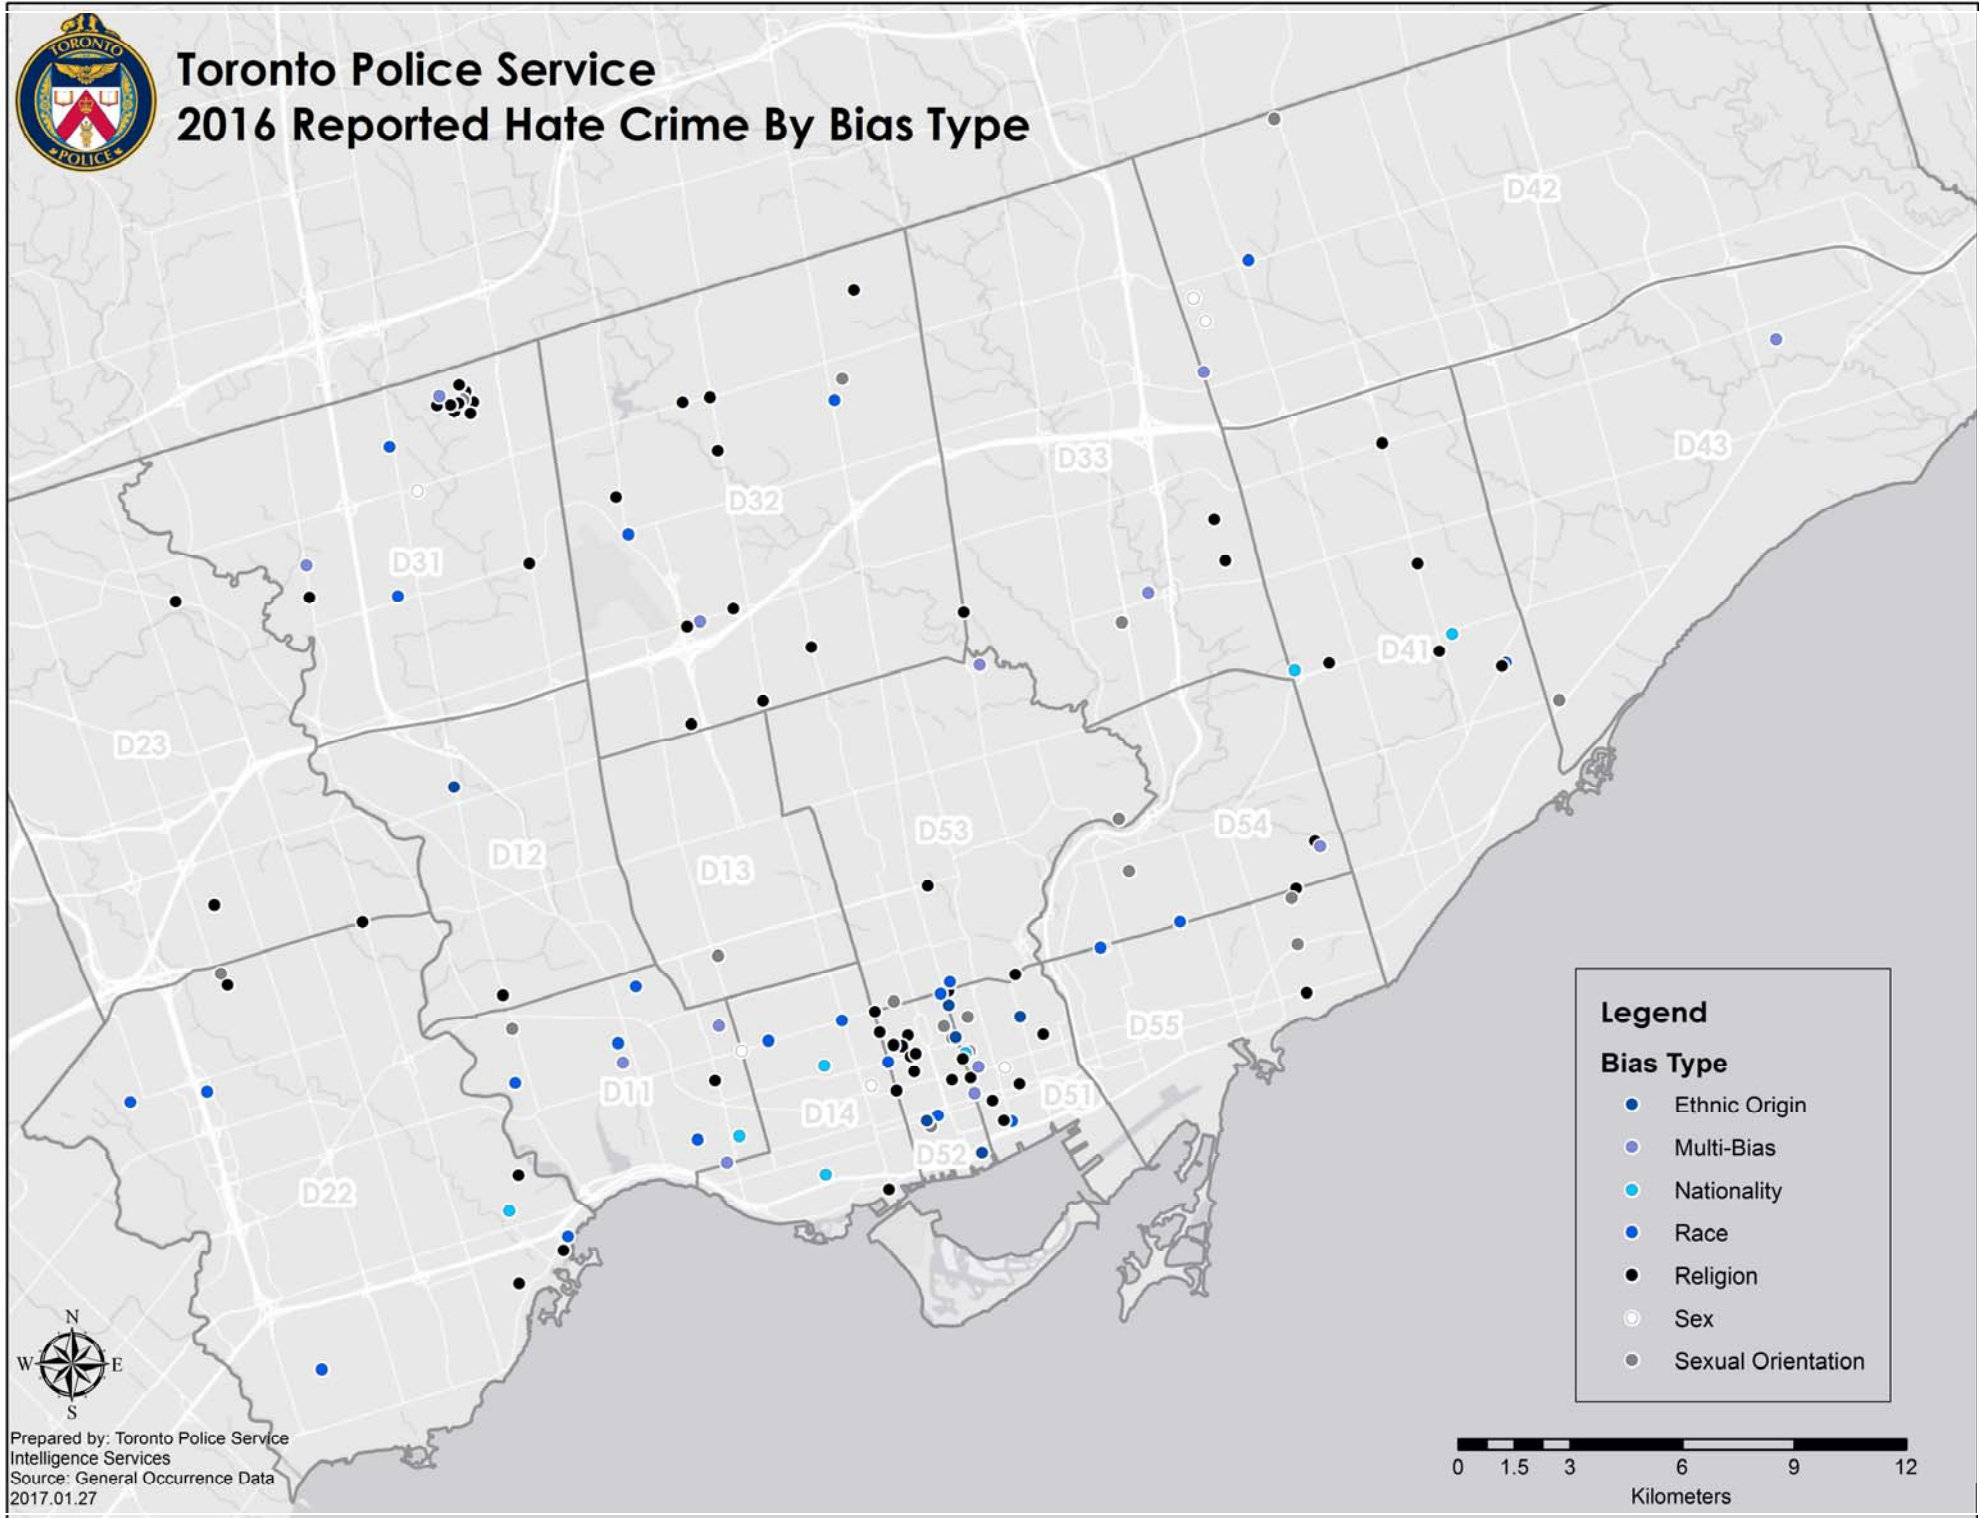 TORONTO
POLICE
Toronto Police Service
2016 Reported Hate Crime By Bias Type
D42
D43
D33
D32
D31
D41
D23
D54
D53
D12
D13
D55
D11
D51
D14
D52
D22
Legend
Bias Type
Ethnic Origin
Multi-Bias
Nationality
Race
Religion
Sex
Sexual Orientation
N
W E
S
Prepared by: Toronto Police Service
Intelligence Services
Source: General Occurrence Data
2017.01.27
0 1.5 3 6 9 12
Kilometers